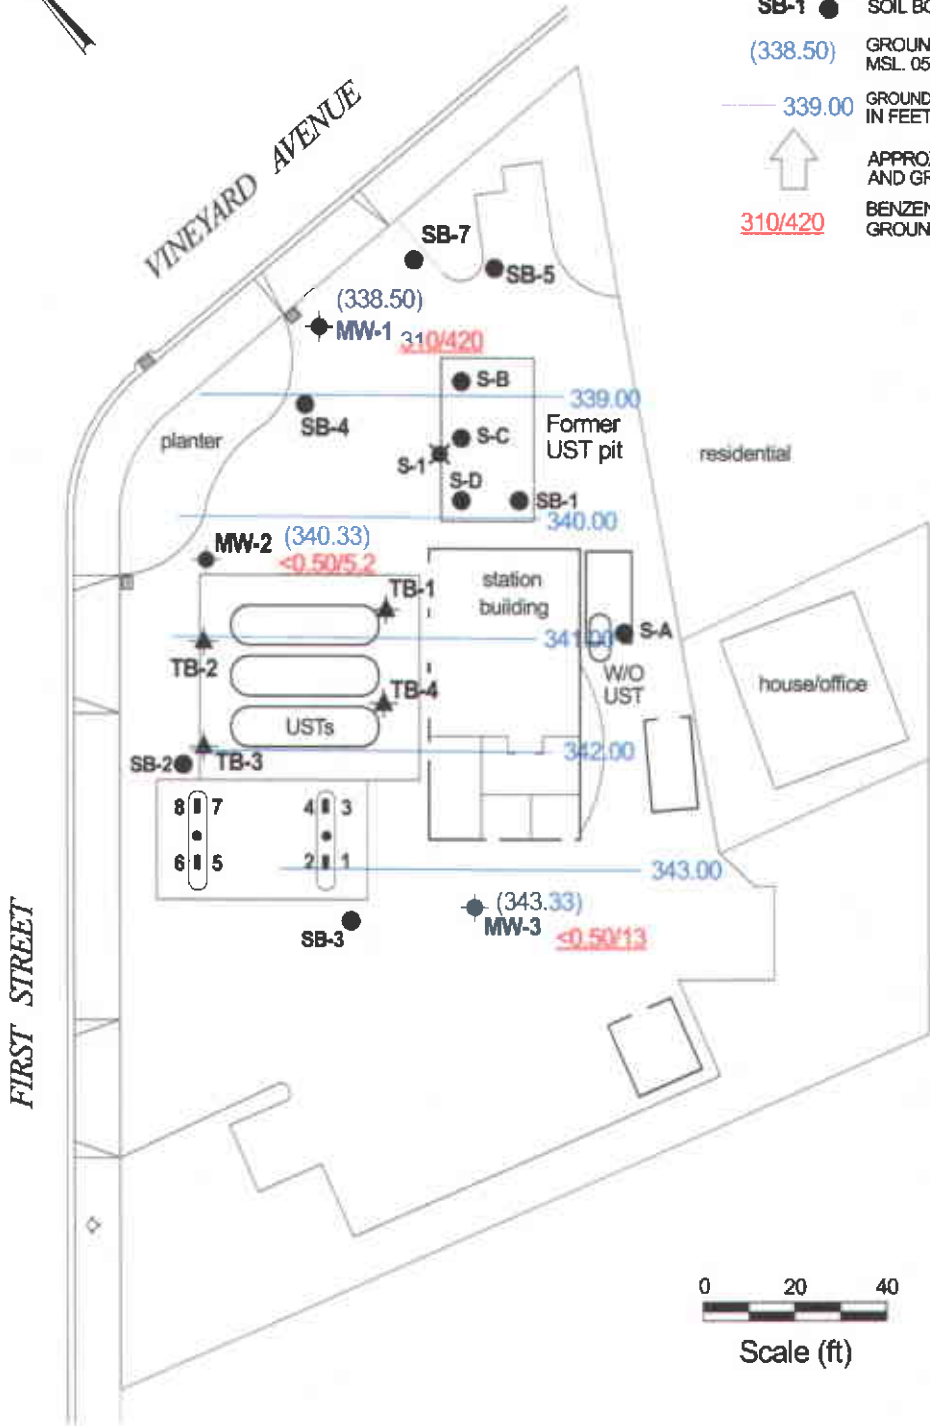 SB-1 SOIL BO
(338.50) GROUN
MSL. 05
339.00 GROUND
IN FEET
APPRO
AND GR
310/420 BENZEN
GROUN
VINEYARD AVENUE
SB-7
SB-5
(338.50)
MW-1 31
310/420
S-B
339.00
SB-4
Former
UST pit
planter
S-C
S-1
residential
S-D
SB-1
340.00
MW-2 (340.33)
<0.50/5.2
station
building
TB-1
341.00
S-A
TB-2
W/O
UST
TB-4
house/office
USTs
342.00
SB-2
TB-3
8 7 4 3
6 5 2 1
343.00
(343.33)
MW-3
SB-3
<0.50/13
FIRST STREET
0 20 40
Scale (ft)